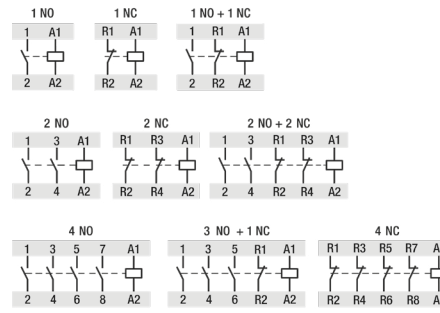 1 NO 1 NC 1 NO + 1 NC
1 A1 R1 A1 1 R1 A1
2 A2 R2 A2 2 R2 A2
2 NO 2 NC 2 NO + 2 NC
1 3 A1 R1 R3 A1 1 3 R1 R3 A1
2 4 A2 R2 R4 A2 2 4 R2 R4 A2
4 NO 3 NO + 1 NC 4 NC
1 3 5 7 A1 1 3 5 R1 A1 R1 R3 R5 R7 A
2 4 6 8 A2 2 4 6 R2 A2 R2 R4 R6 R8 A